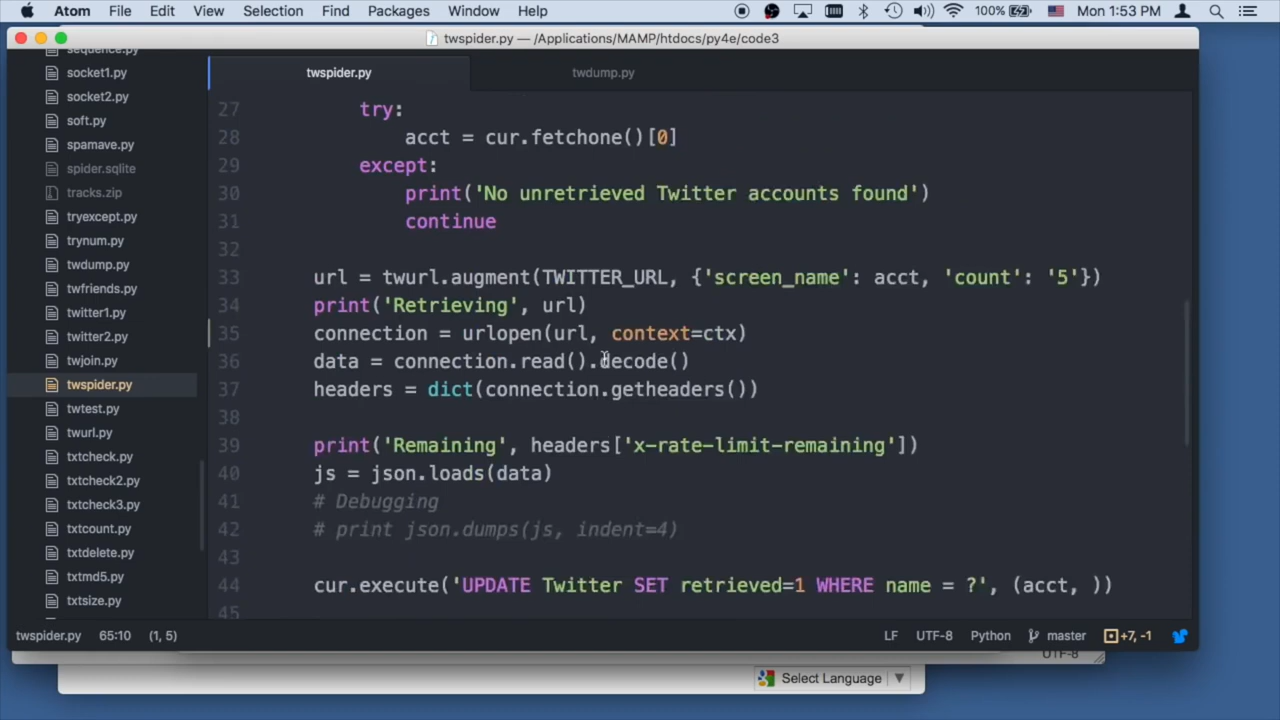 Atom File Edit View Selection Find Packages Window Help 100% Mon 1:53 PM
twspider.py — /Applications/MAMP/htdocs/py4e/code3
sequence.py
socket1.py
socket2.py
soft.py
spamave.py
spider.sqlite
tracks.zip
tryexcept.py
trynum.py
twdump.py
twfriends.py
twitter1.py
twitter2.py
twjoin.py
twspider.py
twtest.py
twurl.py
txtcheck.py
txtcheck2.py
txtcheck3.py
txtcount.py
txtdelete.py
txtmd5.py
txtsize.py
twspider.py twdump.py
27 try:
28 acct = cur.fetchone()[0]
29 except:
30 print('No unretrieved Twitter accounts found')
31 continue
32
33 url = twurl.augment(TWITTER_URL, {'screen_name': acct, 'count': '5'})
34 print('Retrieving', url)
35 connection = urlopen(url, context=ctx)
36 data = connection.read().decode()
37 headers = dict(connection.getheaders())
38
39 print('Remaining', headers['x-rate-limit-remaining'])
40 js = json.loads(data)
41 # Debugging
42 # print json.dumps(js, indent=4)
43
44 cur.execute('UPDATE Twitter SET retrieved=1 WHERE name = ?', (acct, ))
45
twspider.py 65:10 (1, 5) LF UTF-8 Python master +7, -1
UTF-8
Select Language ▼